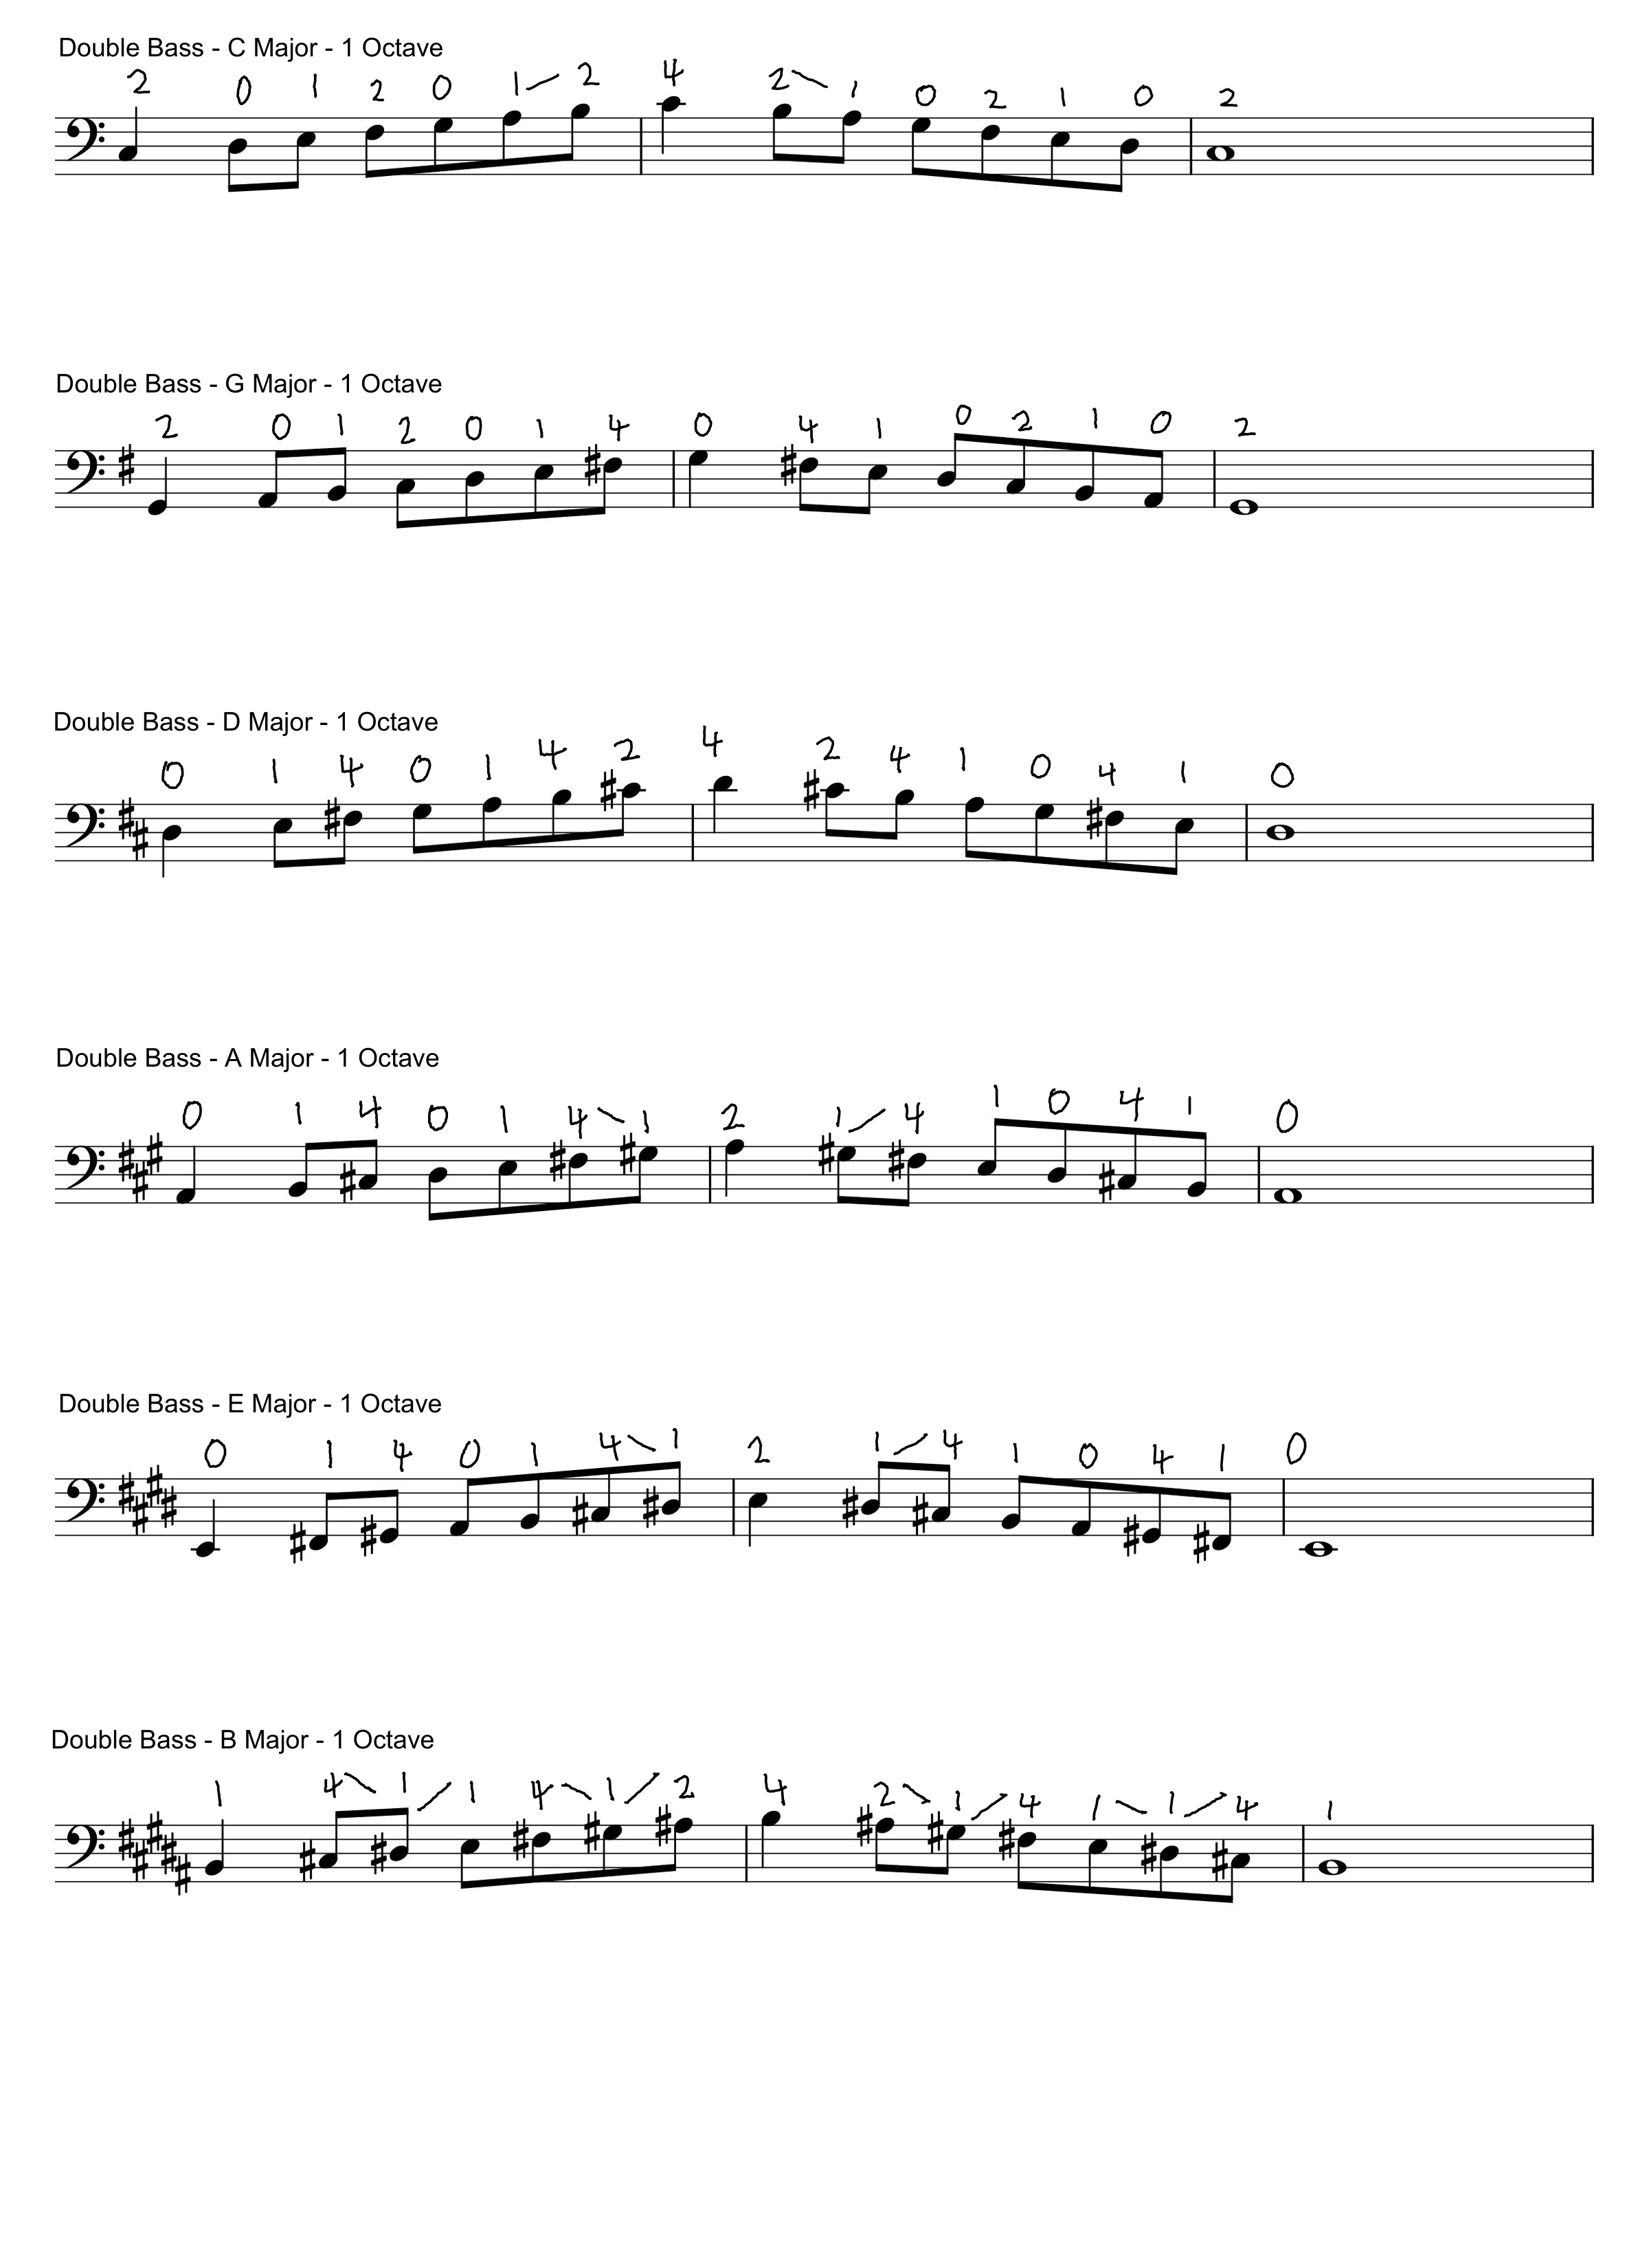 Double Bass - C Major - 1 Octave
2 0 1 2 0 1 2 4 2 1 0 2 1 0 2
Double Bass - G Major - 1 Octave
2 0 1 2 0 1 4 0 4 1 0 2 1 0 2
Double Bass - D Major - 1 Octave
0 1 4 0 1 4 2 4 2 4 1 0 4 1 0
Double Bass - A Major - 1 Octave
0 1 4 0 1 4 1 2 1 4 1 0 4 1 0
Double Bass - E Major - 1 Octave
0 1 4 0 1 4 1 2 1 4 1 0 4 1 0
Double Bass - B Major - 1 Octave
1 4 1 1 4 1 2 4 2 1 4 1 1 4 1